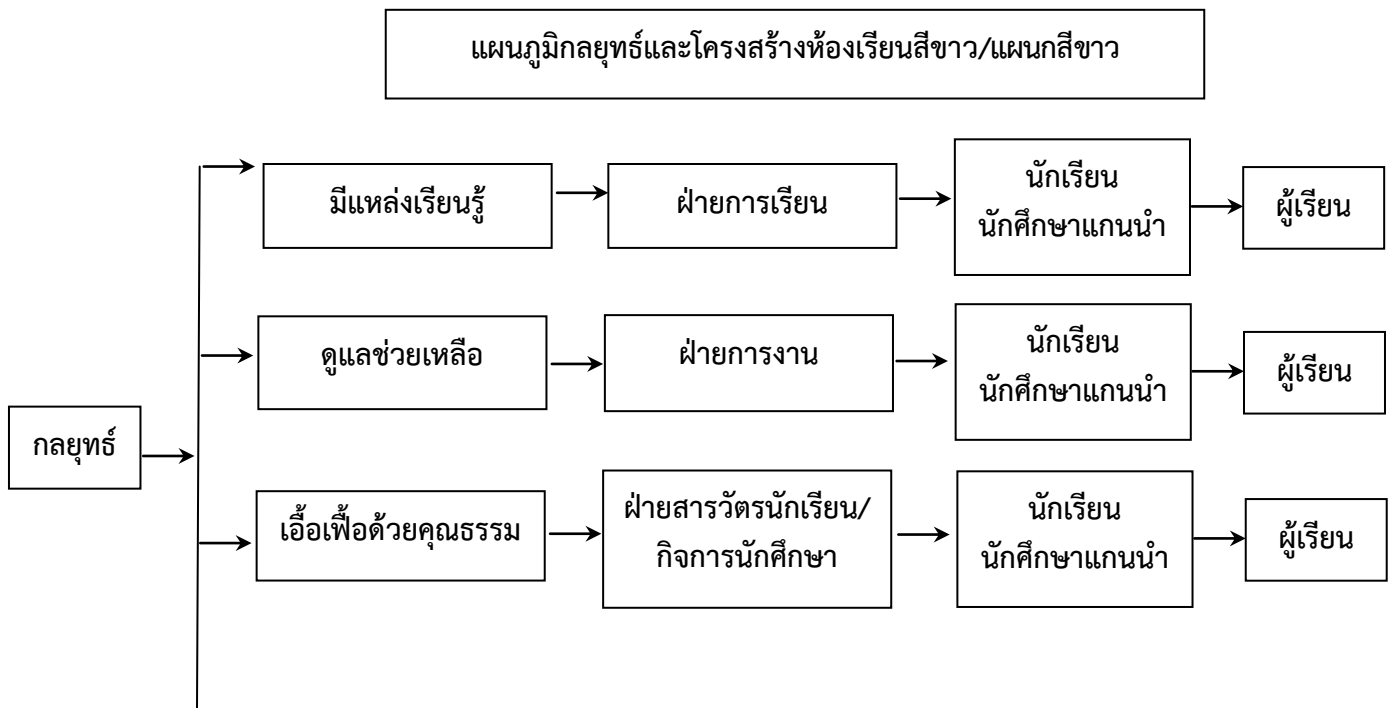 แผนภูมิกลยุทธ์และโครงสร้างห้องเรียนสีขาว/แผนกสีขาว
มีแหล่งเรียนรู้
ฝ่ายการเรียน
นักเรียน
นักศึกษาแกนนำ
ผู้เรียน
ดูแลช่วยเหลือ
ฝ่ายการงาน
นักเรียน
นักศึกษาแกนนำ
ผู้เรียน
กลยุทธ์
เอื้อเฟื้อด้วยคุณธรรม
ฝ่ายสารวัตรนักเรียน/
กิจการนักศึกษา
นักเรียน
นักศึกษาแกนนำ
ผู้เรียน